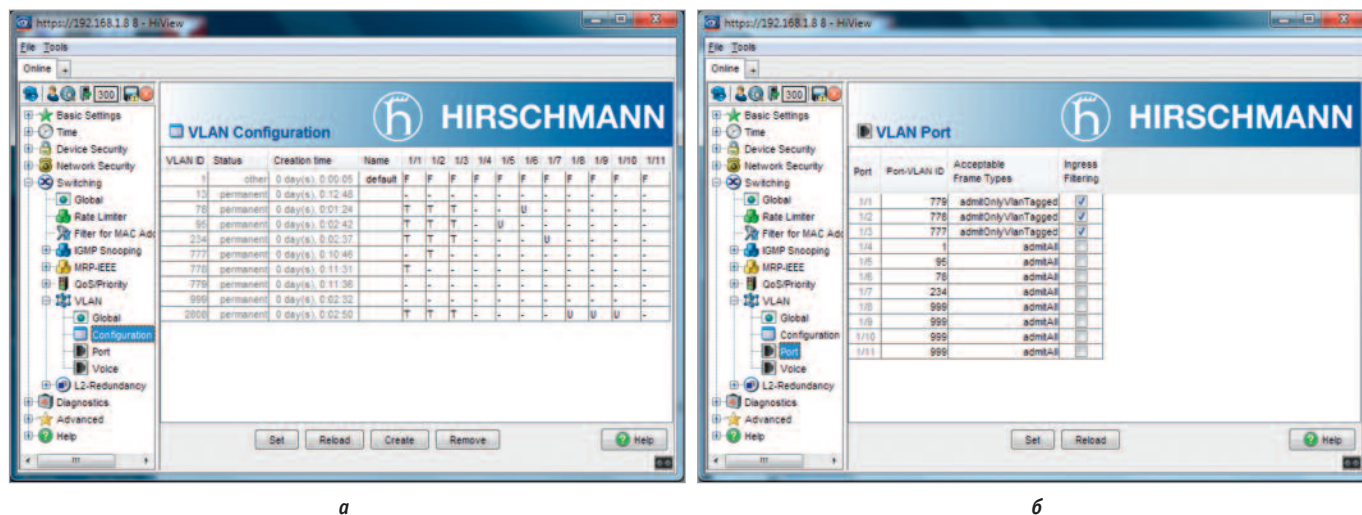 https://192.168.1.8 8 - HiView
File Tools
Online +
300
Basic Settings
Time
Device Security
Network Security
Switching
Global
Rate Limiter
Filter for MAC Add
IGMP Snooping
MRP-IEEE
QoS/Priority
VLAN
Global
Configuration
Port
Voice
L2-Redundancy
Diagnostics
Advanced
Help
HIRSCHMANN
VLAN Configuration
VLAN ID Status Creation time Name 1/1 1/2 1/3 1/4 1/5 1/6 1/7 1/8 1/9 1/10 1/11
1 other 0 day(s), 0:00:05 default F F F F F F F F F F F
13 permanent 0 day(s), 0:12:48 - - - - - - - - - - -
78 permanent 0 day(s), 0:01:24 T T T - - U - - - - -
95 permanent 0 day(s), 0:02:42 T T T - U - - - - - -
234 permanent 0 day(s), 0:02:37 T T T - - - U - - - -
777 permanent 0 day(s), 0:10:46 - T - - - - - - - - -
778 permanent 0 day(s), 0:11:31 T - - - - - - - - - -
779 permanent 0 day(s), 0:11:36 - - - - - - - - - - -
999 permanent 0 day(s), 0:02:32 - - - - - - - - - - -
2800 permanent 0 day(s), 0:02:50 T T T - - - - U U U -
Set Reload Create Remove Help
а
https://192.168.1.8 8 - HiView
File Tools
Online +
300
Basic Settings
Time
Device Security
Network Security
Switching
Global
Rate Limiter
Filter for MAC Add
IGMP Snooping
MRP-IEEE
QoS/Priority
VLAN
Global
Configuration
Port
Voice
L2-Redundancy
Diagnostics
Advanced
Help
HIRSCHMANN
VLAN Port
Port Port-VLAN ID Acceptable Frame Types Ingress Filtering
1/1 779 admitOnlyVlanTagged
1/2 778 admitOnlyVlanTagged
1/3 777 admitOnlyVlanTagged
1/4 1 admitAll
1/5 95 admitAll
1/6 78 admitAll
1/7 234 admitAll
1/8 999 admitAll
1/9 999 admitAll
1/10 999 admitAll
1/11 999 admitAll
Set Reload Help
б